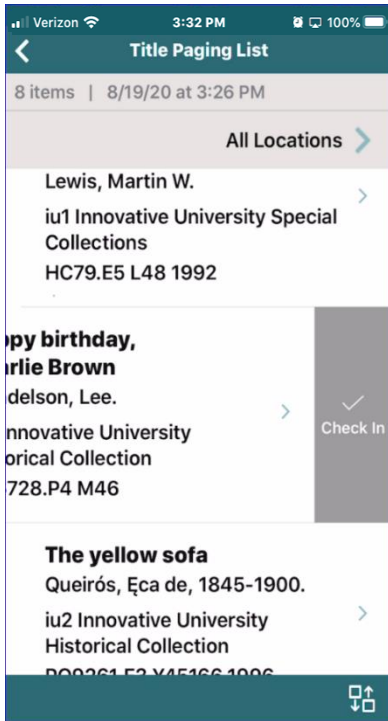 Verizon 3:32 PM 100%
Title Paging List
8 items | 8/19/20 at 3:26 PM
All Locations
Lewis, Martin W.
iu1 Innovative University Special
Collections
HC79.E5 L48 1992
ppy birthday,
rlie Brown
delson, Lee.
nnovative University
orical Collection
728.P4 M46
Check In
The yellow sofa
Queirós, Ęca de, 1845-1900.
iu2 Innovative University
Historical Collection